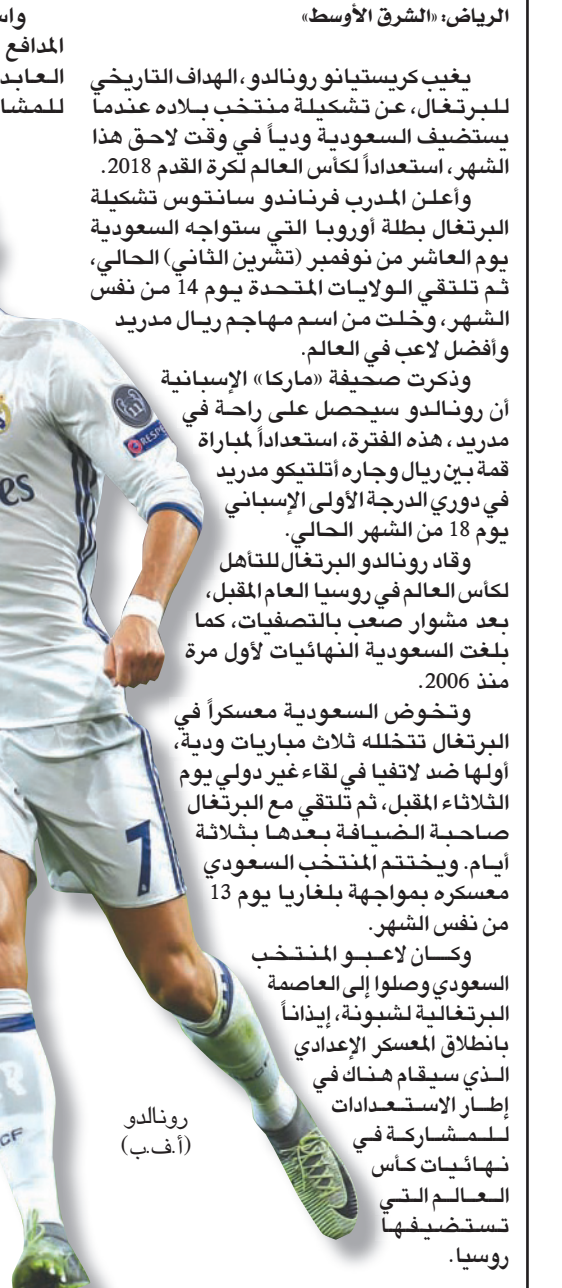 الرياض: «الشرق الأوسط»
يغيب كريستيانو رونالدو، الهداف التاريخي
للبرتغال، عن تشكيلة منتخب بلاده عندما
يستضيف السعودية ودياً في وقت لاحق هذا
الشهر، استعداداً لكأس العالم لكرة القدم 2018.
وأعلن المدرب فرناندو سانتوس تشكيلة
البرتغال بطلة أوروبا التي ستواجه السعودية
يوم العاشر من نوفمبر (تشرين الثاني) الحالي،
ثم تلتقي الولايات المتحدة يوم 14 من نفس
الشهر، وخلت من اسم مهاجم ريال مدريد
وأفضل لاعب في العالم.
وذكرت صحيفة «ماركا» الإسبانية
أن رونالدو سيحصل على راحة في
مدريد، هذه الفترة، استعداداً لمباراة
قمة بين ريال وجاره أتلتيكو مدريد
في دوري الدرجة الأولى الإسباني
يوم 18 من الشهر الحالي.
وقاد رونالدو البرتغال للتأهل
لكأس العالم في روسيا العام المقبل،
بعد مشوار صعب بالتصفيات، كما
بلغت السعودية النهائيات لأول مرة
منذ 2006.
وتخوض السعودية معسكراً في
البرتغال تتخلله ثلاث مباريات ودية،
أولها ضد لاتفيا في لقاء غير دولي يوم
الثلاثاء المقبل، ثم تلتقي مع البرتغال
صاحبة الضيافة بعدها بثلاثة
أيام. ويختتم المنتخب السعودي
معسكره بمواجهة بلغاريا يوم 13
من نفس الشهر.
وكان لاعبو المنتخب
السعودي وصلوا إلى العاصمة
البرتغالية لشبونة، إيذاناً
بانطلاق المعسكر الإعدادي
الذي سيقام هناك في
إطار الاستعدادات
للمشاركة في
نهائيات كأس
العالم التي
تستضيفها
روسيا.
المدافع
رونالدو
(أ.ف.ب)
RESP
7